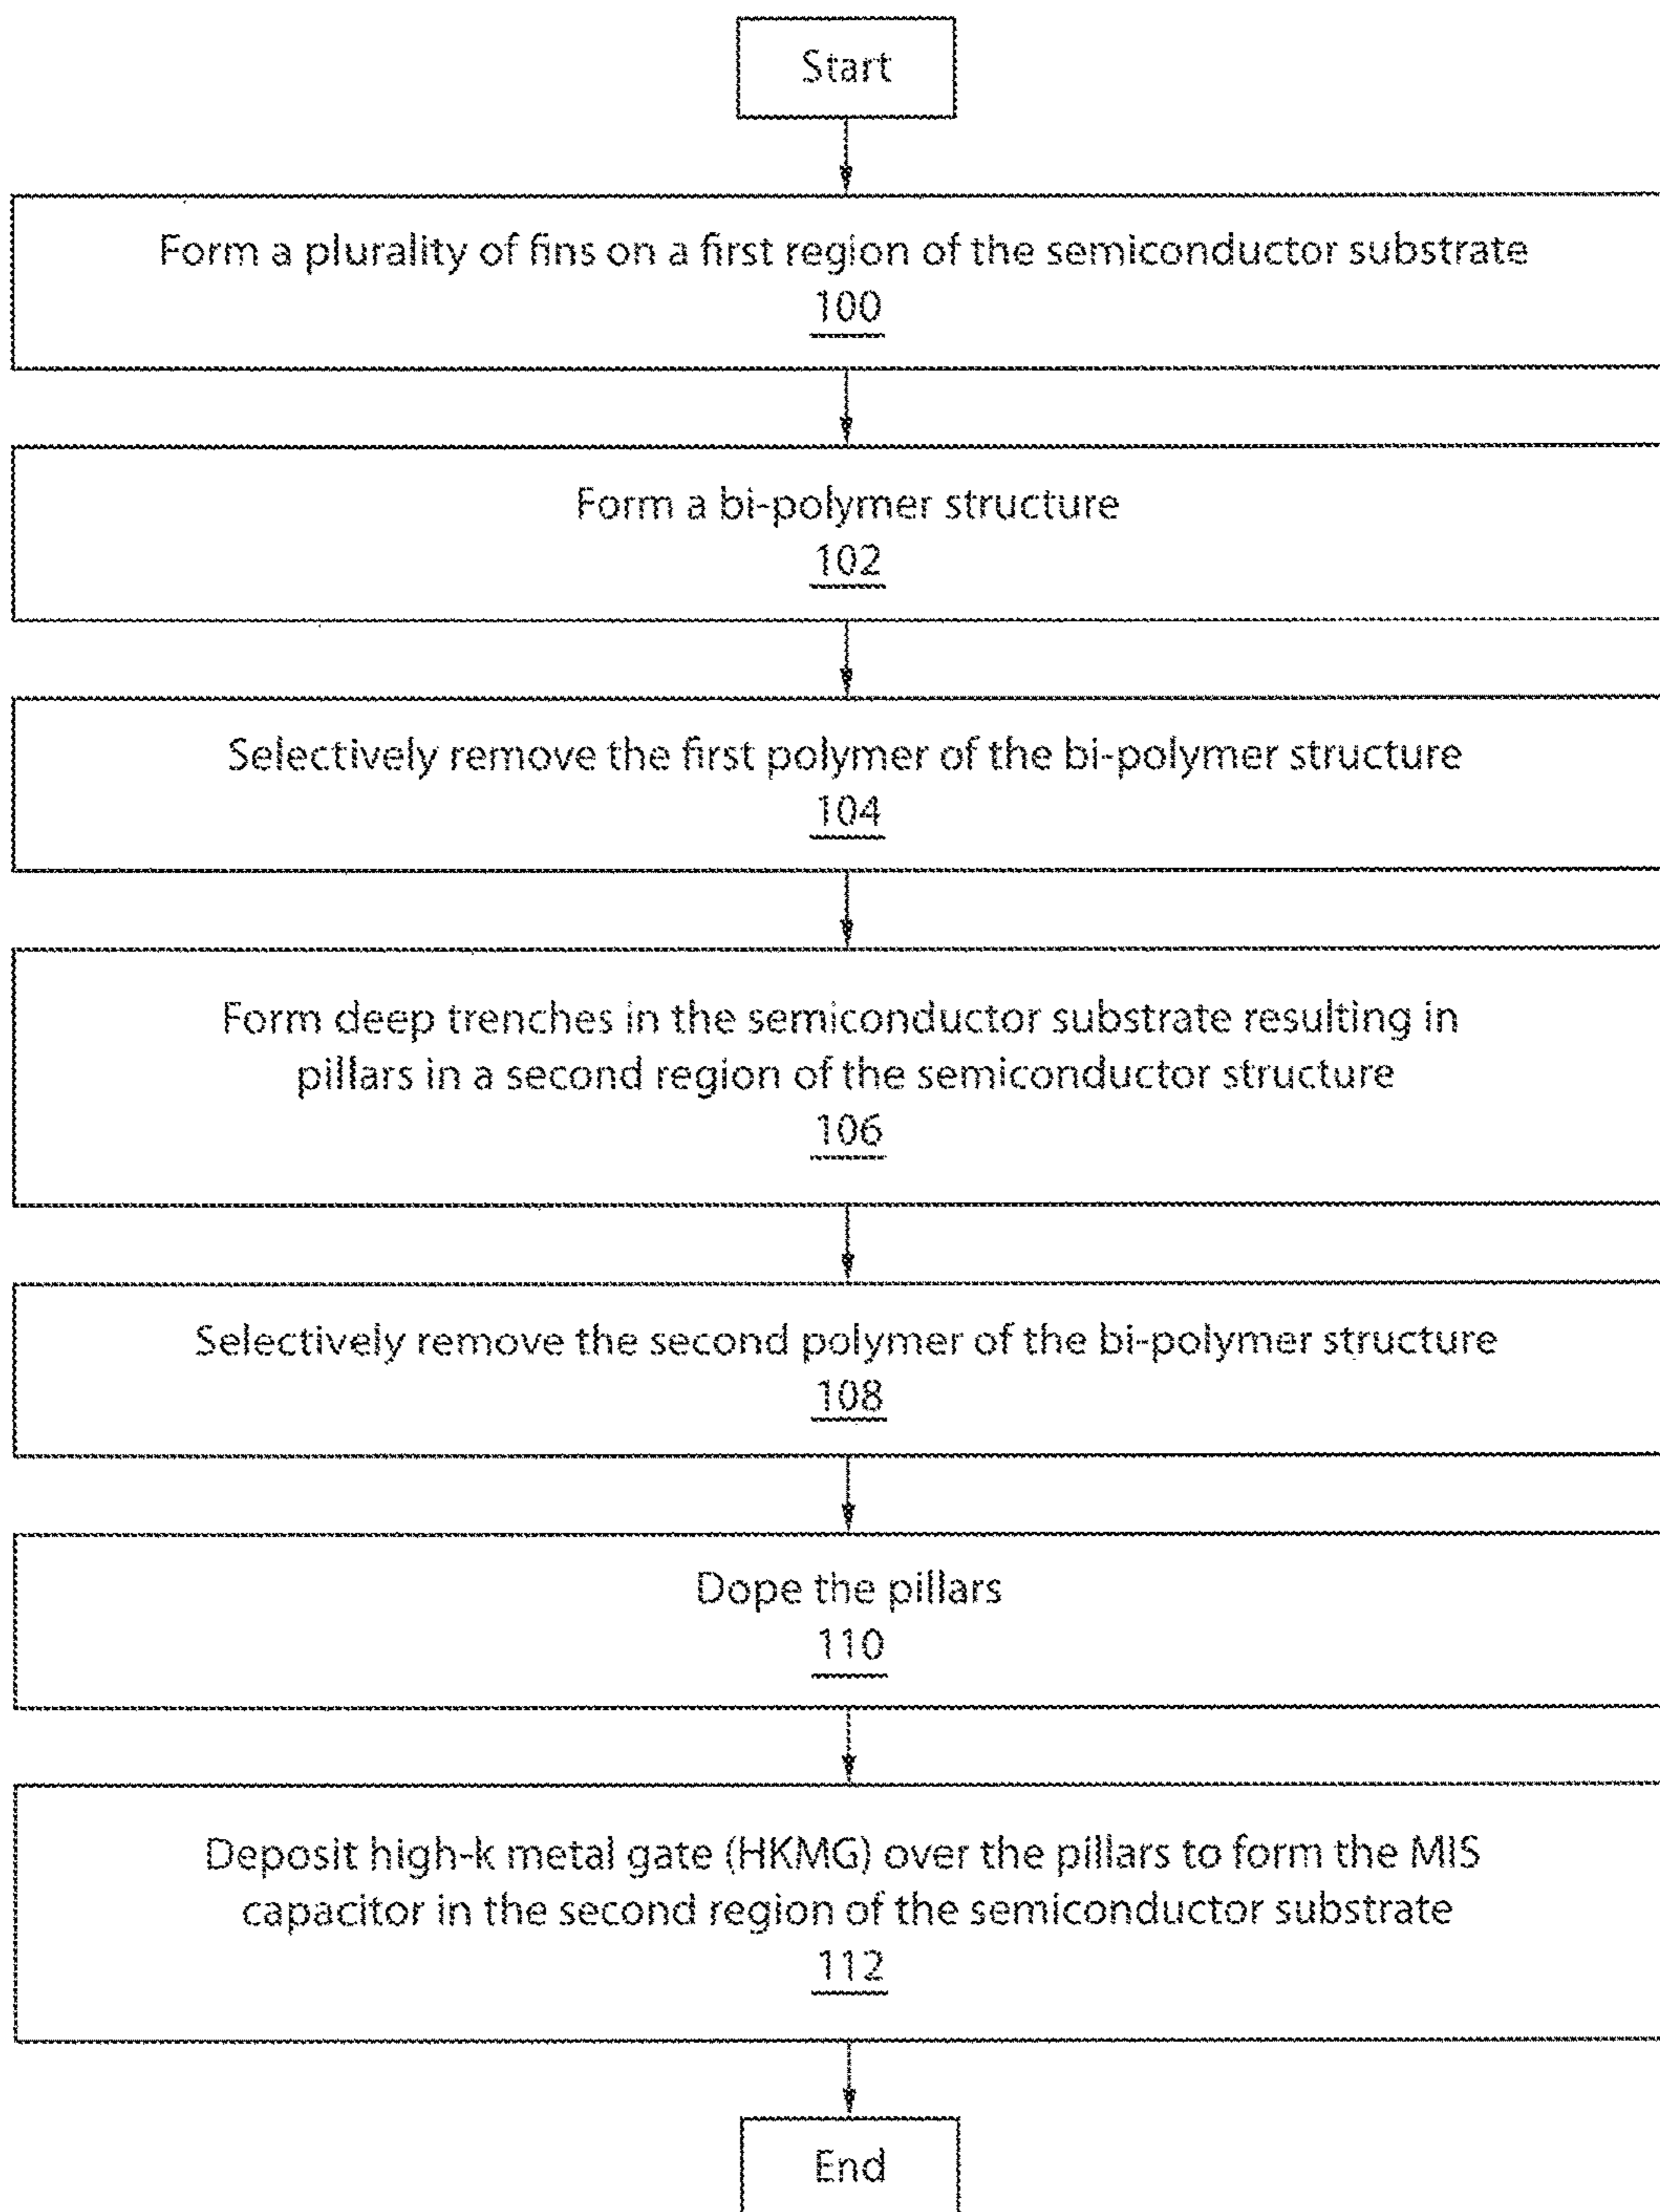 Start
Form a plurality of fins on a first region of the semiconductor substrate
100
Form a bi-polymer structure
102
Selectively remove the first polymer of the bi-polymer structure
104
Form deep trenches in the semiconductor substrate resulting in
pillars in a second region of the semiconductor structure
106
Selectively remove the second polymer of the bi-polymer structure
108
Dope the pillars
110
Deposit high-k metal gate (HKMG) over the pillars to form the MIS
capacitor in the second region of the semiconductor substrate
112
End